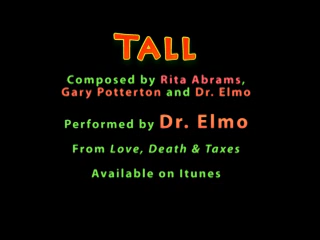 TALL
Composed by Rita Abrams,
Gary Potterton and Dr. Elmo
Performed by Dr. Elmo
From Love, Death & Taxes
Available on Itunes